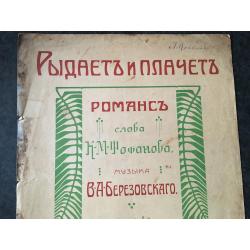 Рыдаетъ и плачетъ
РОМАНСЪ
слова
К.М.Фофанова.
МУЗЫКА
В.А.БЕРЕЗОВСКАГО.